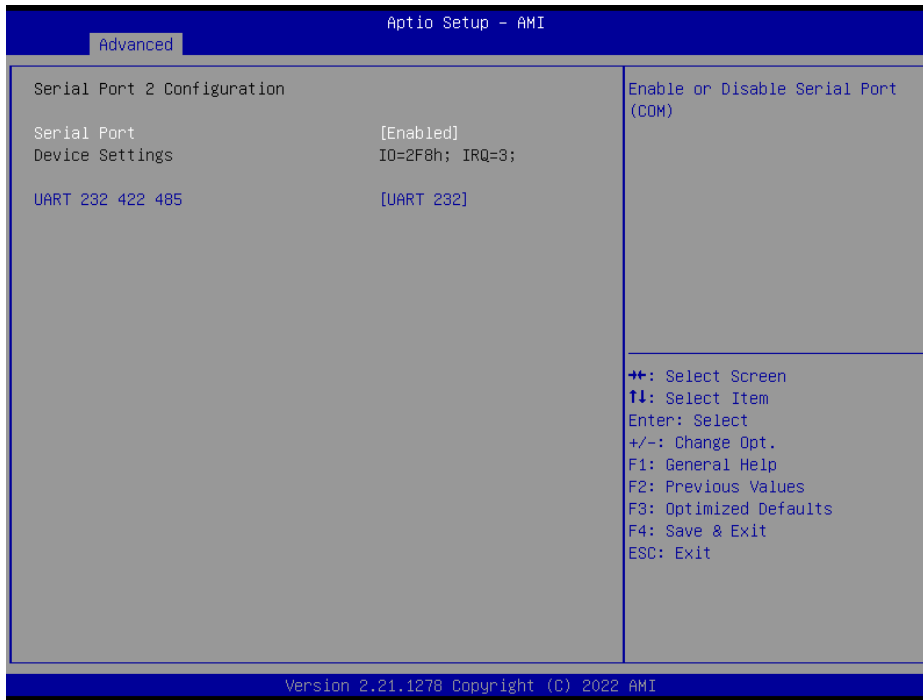 Aptio Setup – AMI
Advanced
Serial Port 2 Configuration
Serial Port [Enabled]
Device Settings IO=2F8h; IRQ=3;
UART 232 422 485 [UART 232]
Enable or Disable Serial Port
(COM)
→←: Select Screen
↑↓: Select Item
Enter: Select
+/-: Change Opt.
F1: General Help
F2: Previous Values
F3: Optimized Defaults
F4: Save & Exit
ESC: Exit
Version 2.21.1278 Copyright (C) 2022 AMI